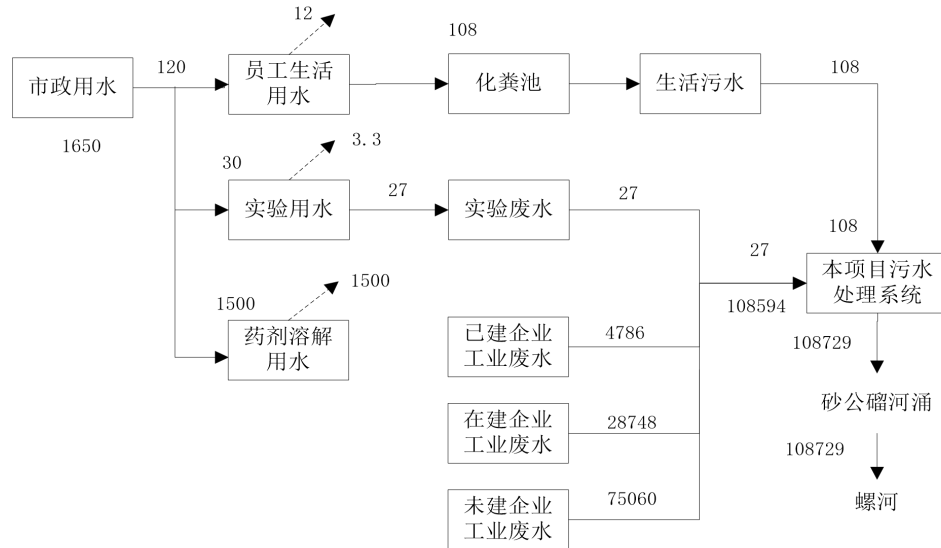 12
108
市政用水
120
员工生活
用水
化粪池
生活污水
108
1650
3.3
30
27
实验用水
实验废水
27
108
27
本项目污水
处理系统
108594
1500
1500
药剂溶解
用水
已建企业
工业废水
4786
108729
砂公磂河涌
在建企业
工业废水
28748
108729
螺河
未建企业
工业废水
75060